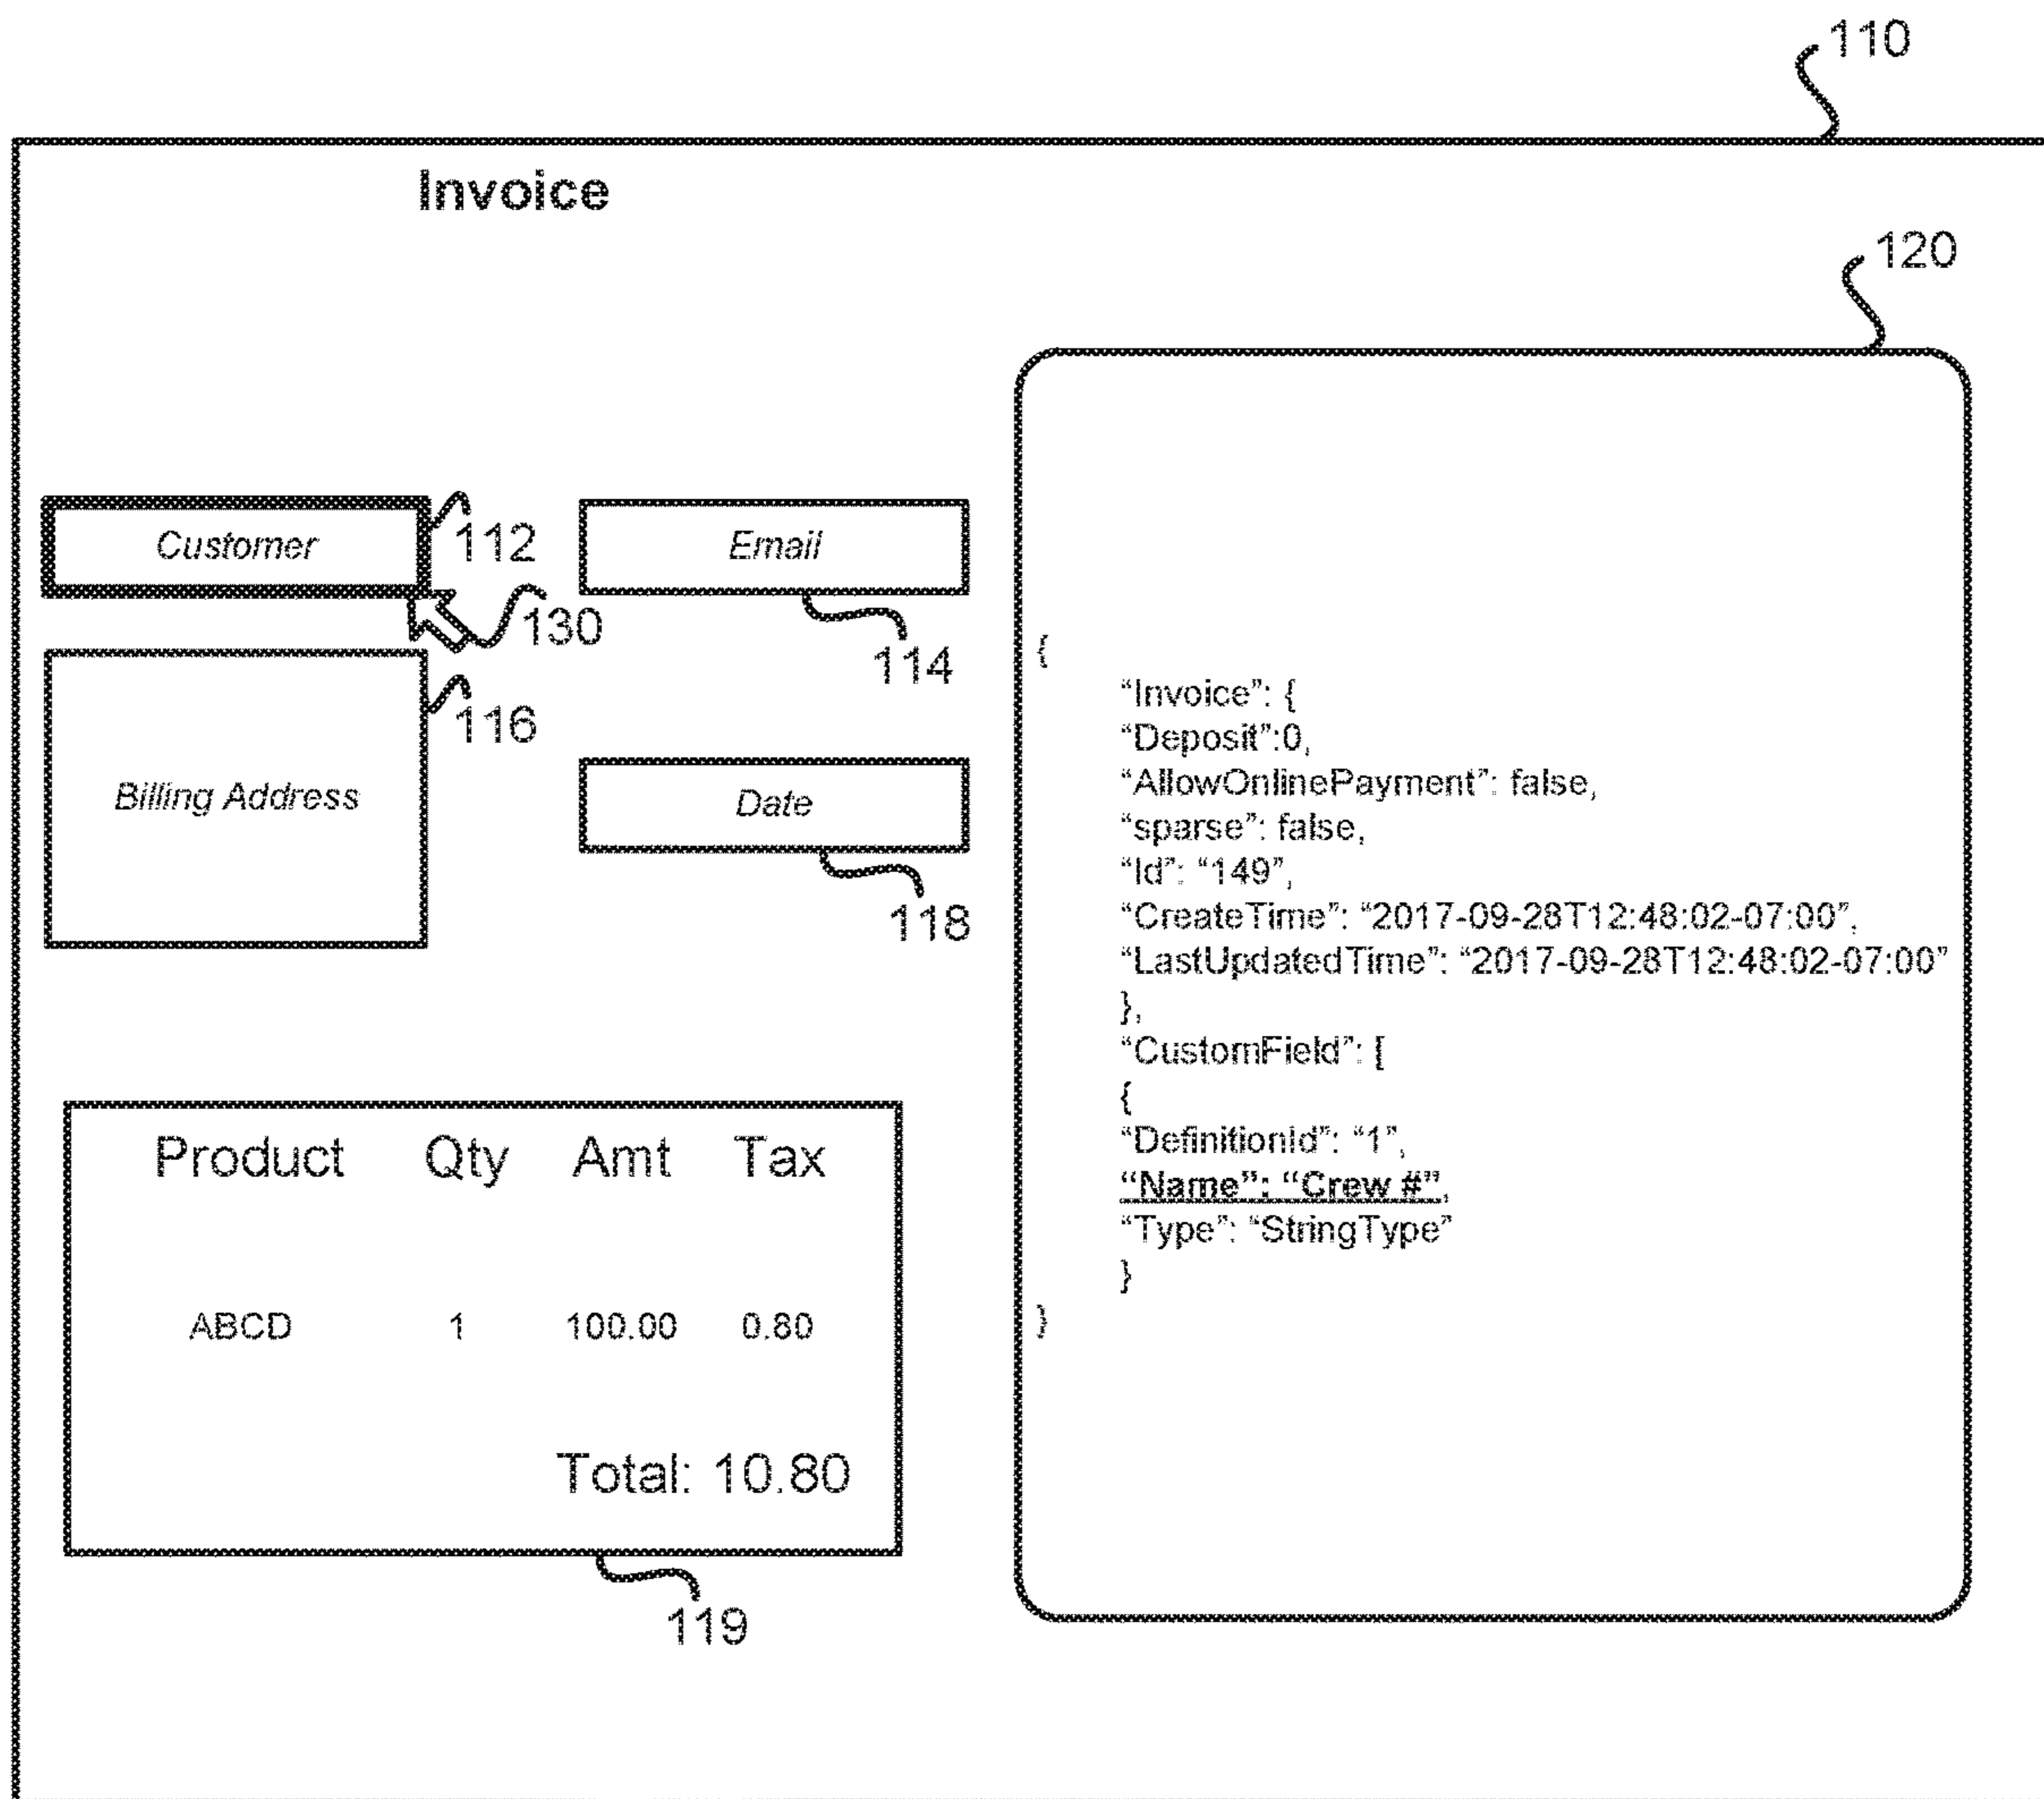 110
Invoice
120
Customer
112
Email
130
114
116
Billing Address
Date
118
Product Qty Amt Tax
ABCD 1 100.00 0.80
Total: 10.80
119
{
“Invoice”: {
“Deposit”:0,
“AllowOnlinePayment”: false,
“sparse”: false,
“Id”: “149”,
“CreateTime”: “2017-09-28T12:48:02-07:00”,
“LastUpdatedTime”: “2017-09-28T12:48:02-07:00”
},
“CustomField”: [
{
“DefinitionId”: “1”,
“Name”: “Crew #”,
“Type”: “StringType”
}
}